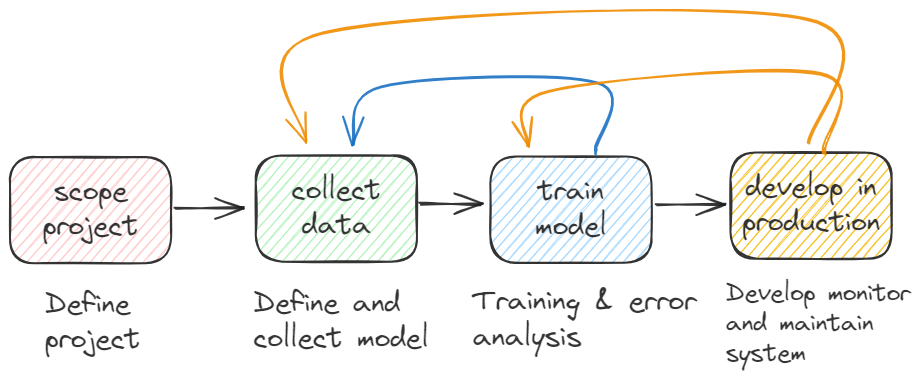 scope
project
collect
data
train
model
develop in
production
Define
project
Define and
collect model
Training & error
analysis
Develop monitor
and maintain
system